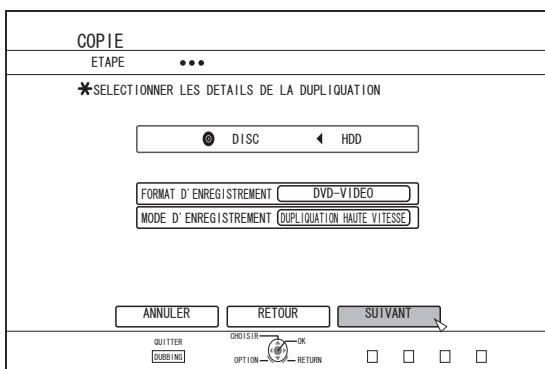 COPIE
ETAPE
*SELECTIONNER LES DETAILS DE LA DUPLIQUATION
DISC HDD
FORMAT D'ENREGISTREMENT DVD-VIDEO
MODE D'ENREGISTREMENT DUPLIQUATION HAUTE VITESSE
ANNULER RETOUR SUIVANT
QUITTER
DUBBING
CHOISIR OK
OPTION RETURN